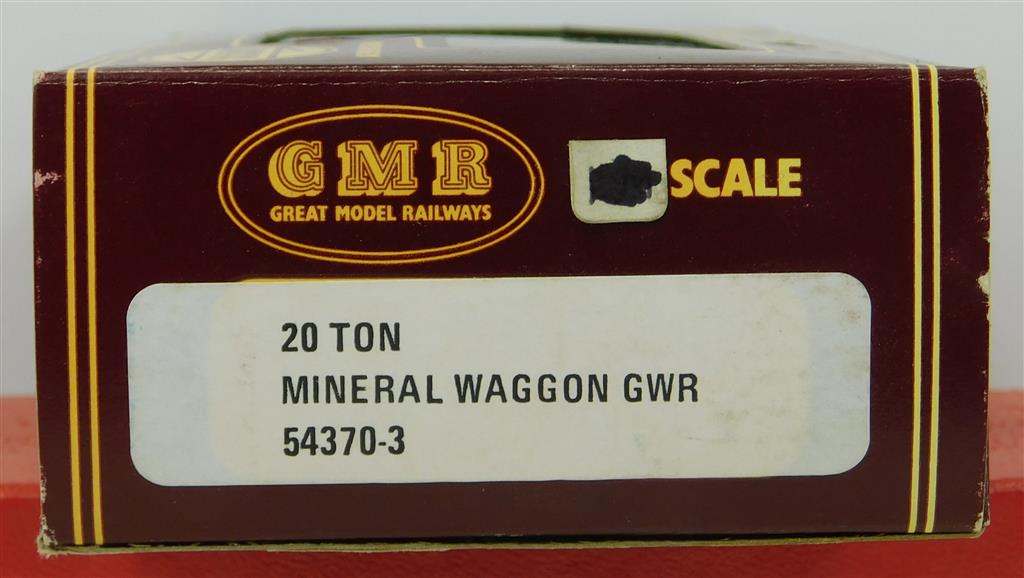 GMR
GREAT MODEL RAILWAYS
SCALE
20 TON
MINERAL WAGGON GWR
54370-3